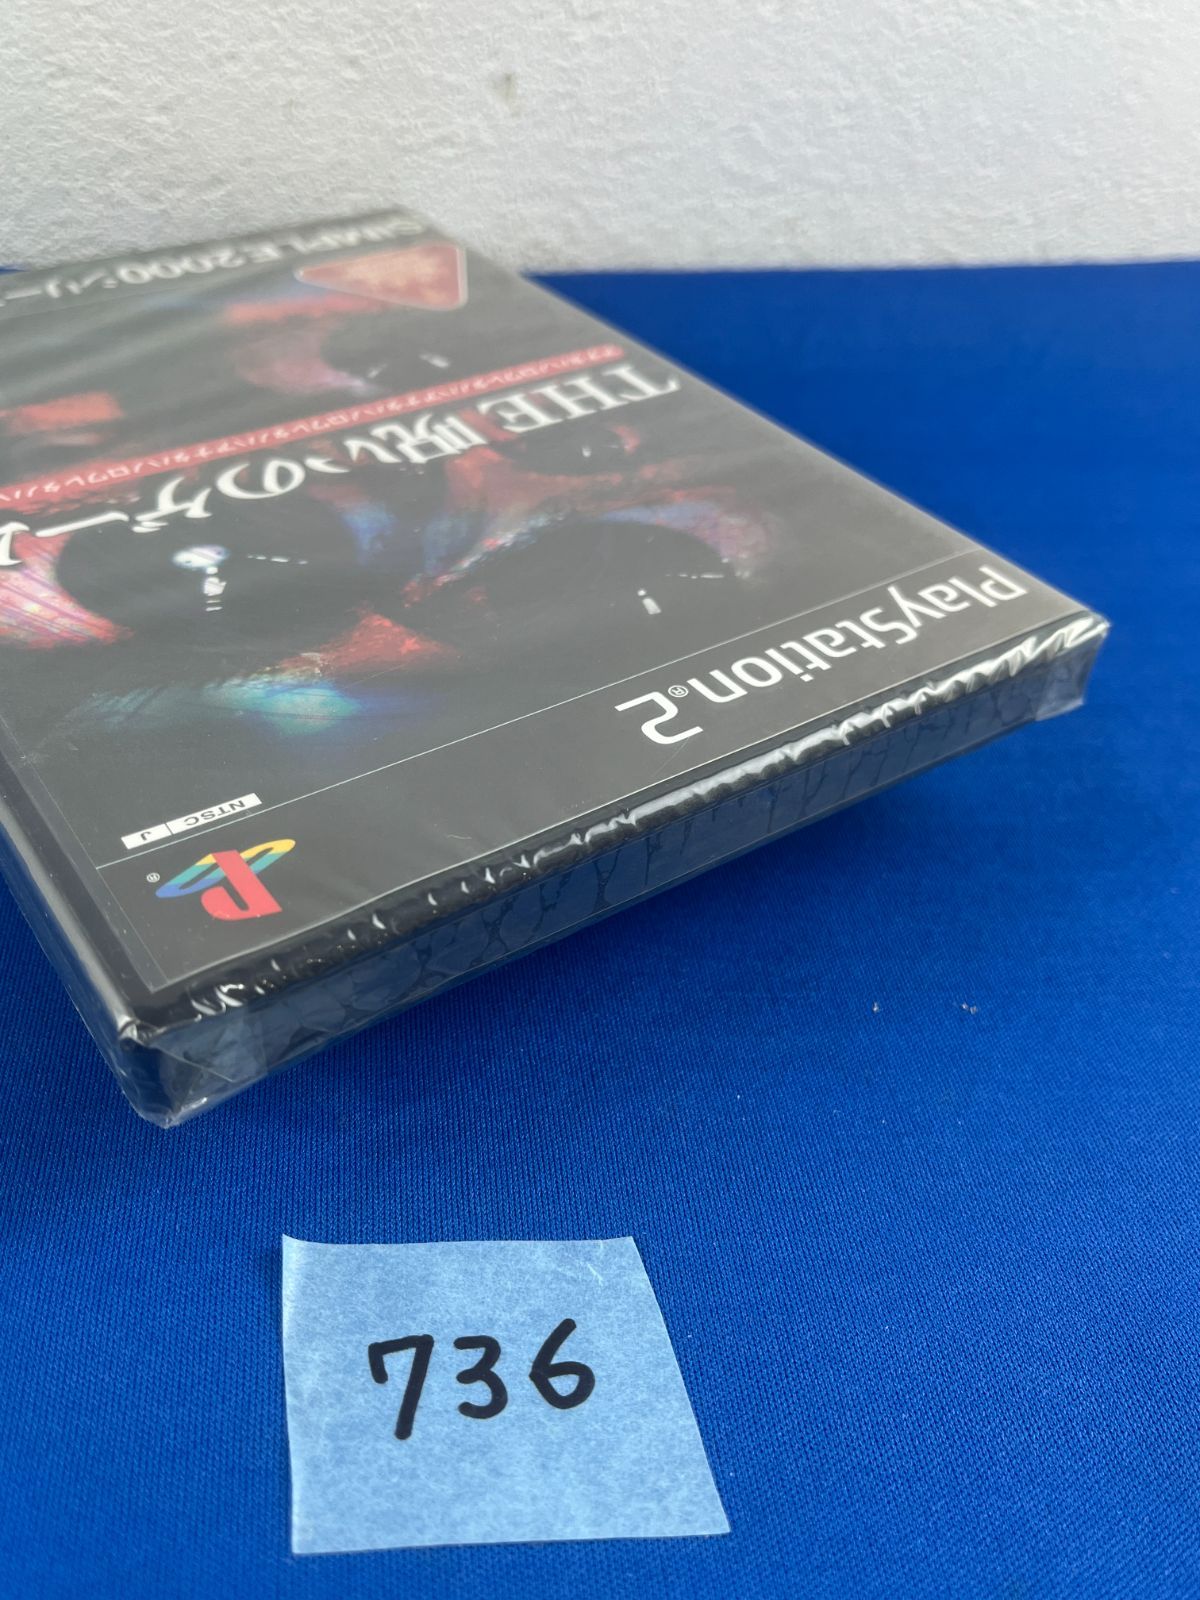 PlayStation®2
NTSC J
®
THE 呪いのゲーム
SIMPLE2000シリー
736